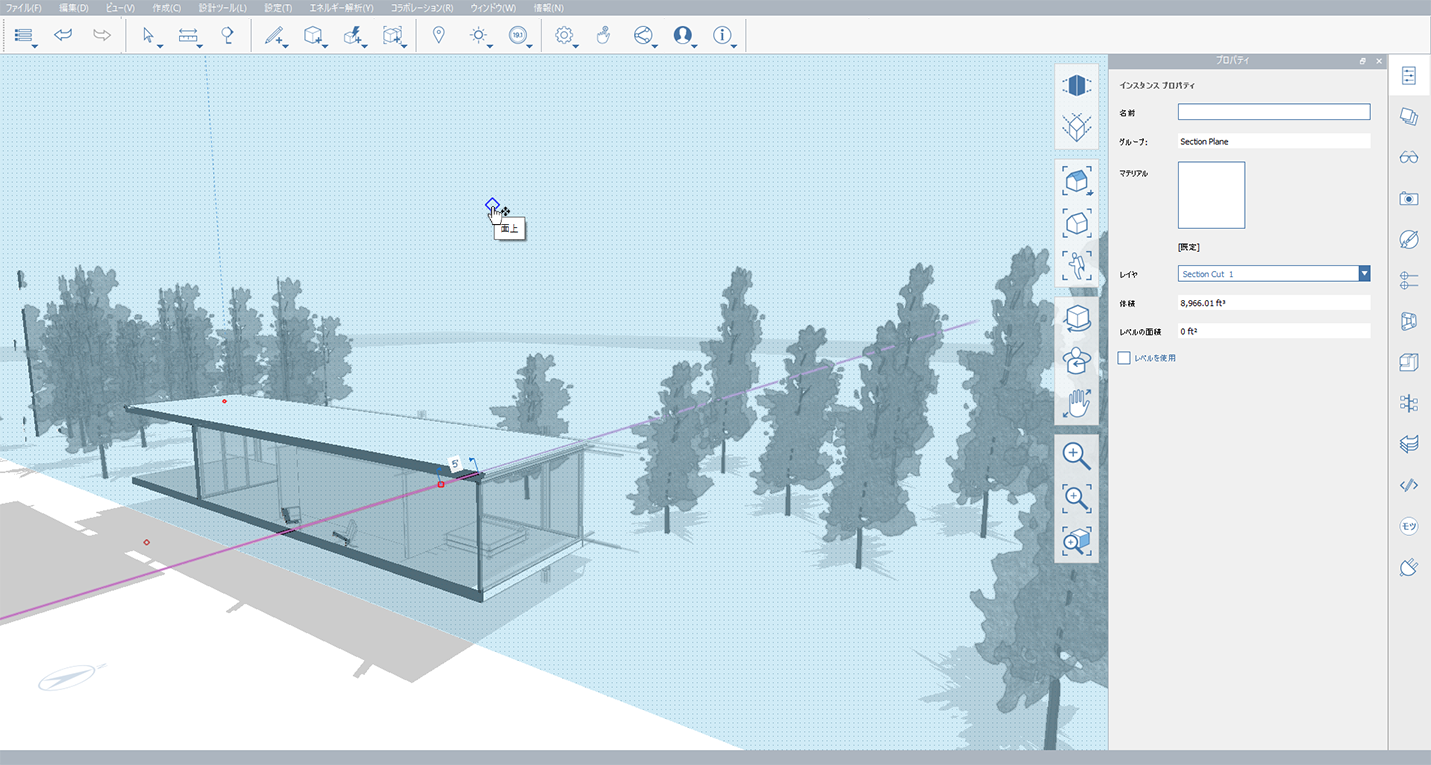 ファイル(F) 編集(D) ビュー(V) 作成(C) 設計ツール(L) 設定(T) エネルギー解析(Y) コラボレーション(R) ウィンドウ(W) 情報(N)
191
プロパティ
インスタンス プロパティ
名前
グループ: Section Plane
マテリアル
[既定]
レイヤ Section Cut 1
体積 8,966.01 ft³
レベルの面積 0 ft²
レベルを使用
面上
5'
モツ